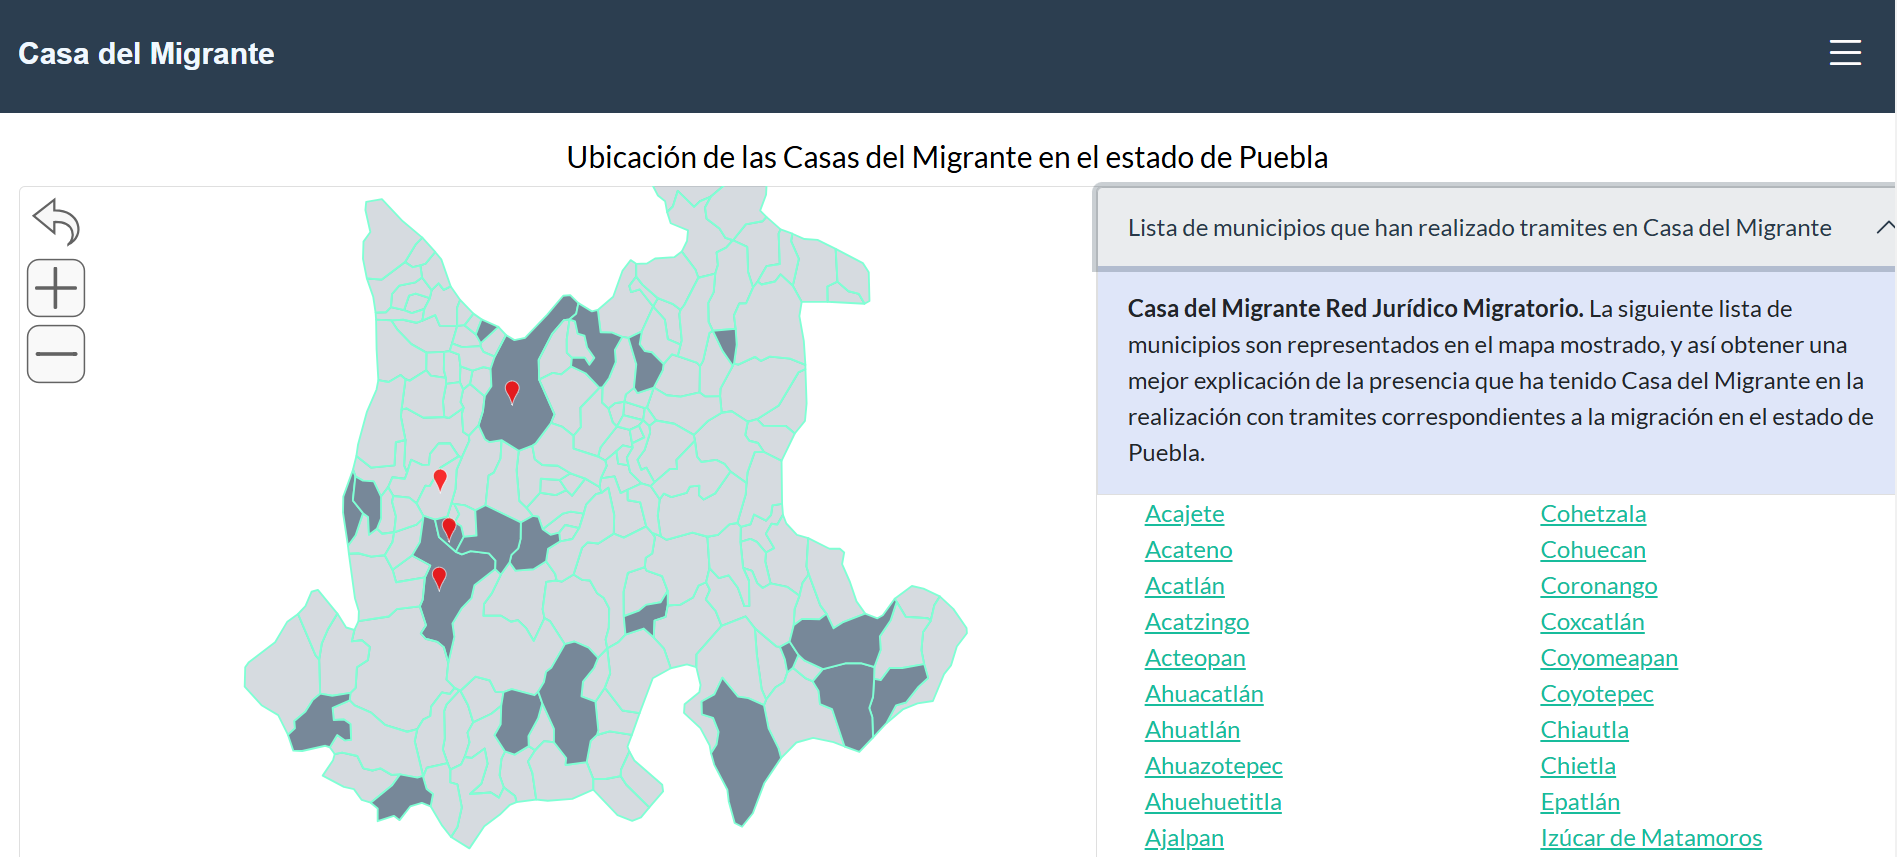 Casa del Migrante
Ubicación de las Casas del Migrante en el estado de Puebla
Lista de municipios que han realizado tramites en Casa del Migrante
Casa del Migrante Red Jurídico Migratorio. La siguiente lista de
municipios son representados en el mapa mostrado, y así obtener una
mejor explicación de la presencia que ha tenido Casa del Migrante en la
realización con tramites correspondientes a la migración en el estado de
Puebla.
Acajete
Acateno
Acatlán
Acatzingo
Acteopan
Ahuacatlán
Ahuatlán
Ahuazotepec
Ahuehuetitla
Ajalpan
Cohetzala
Cohuecan
Coronango
Coxcatlán
Coyomeapan
Coyotepec
Chiautla
Chietla
Epatlán
Izúcar de Matamoros